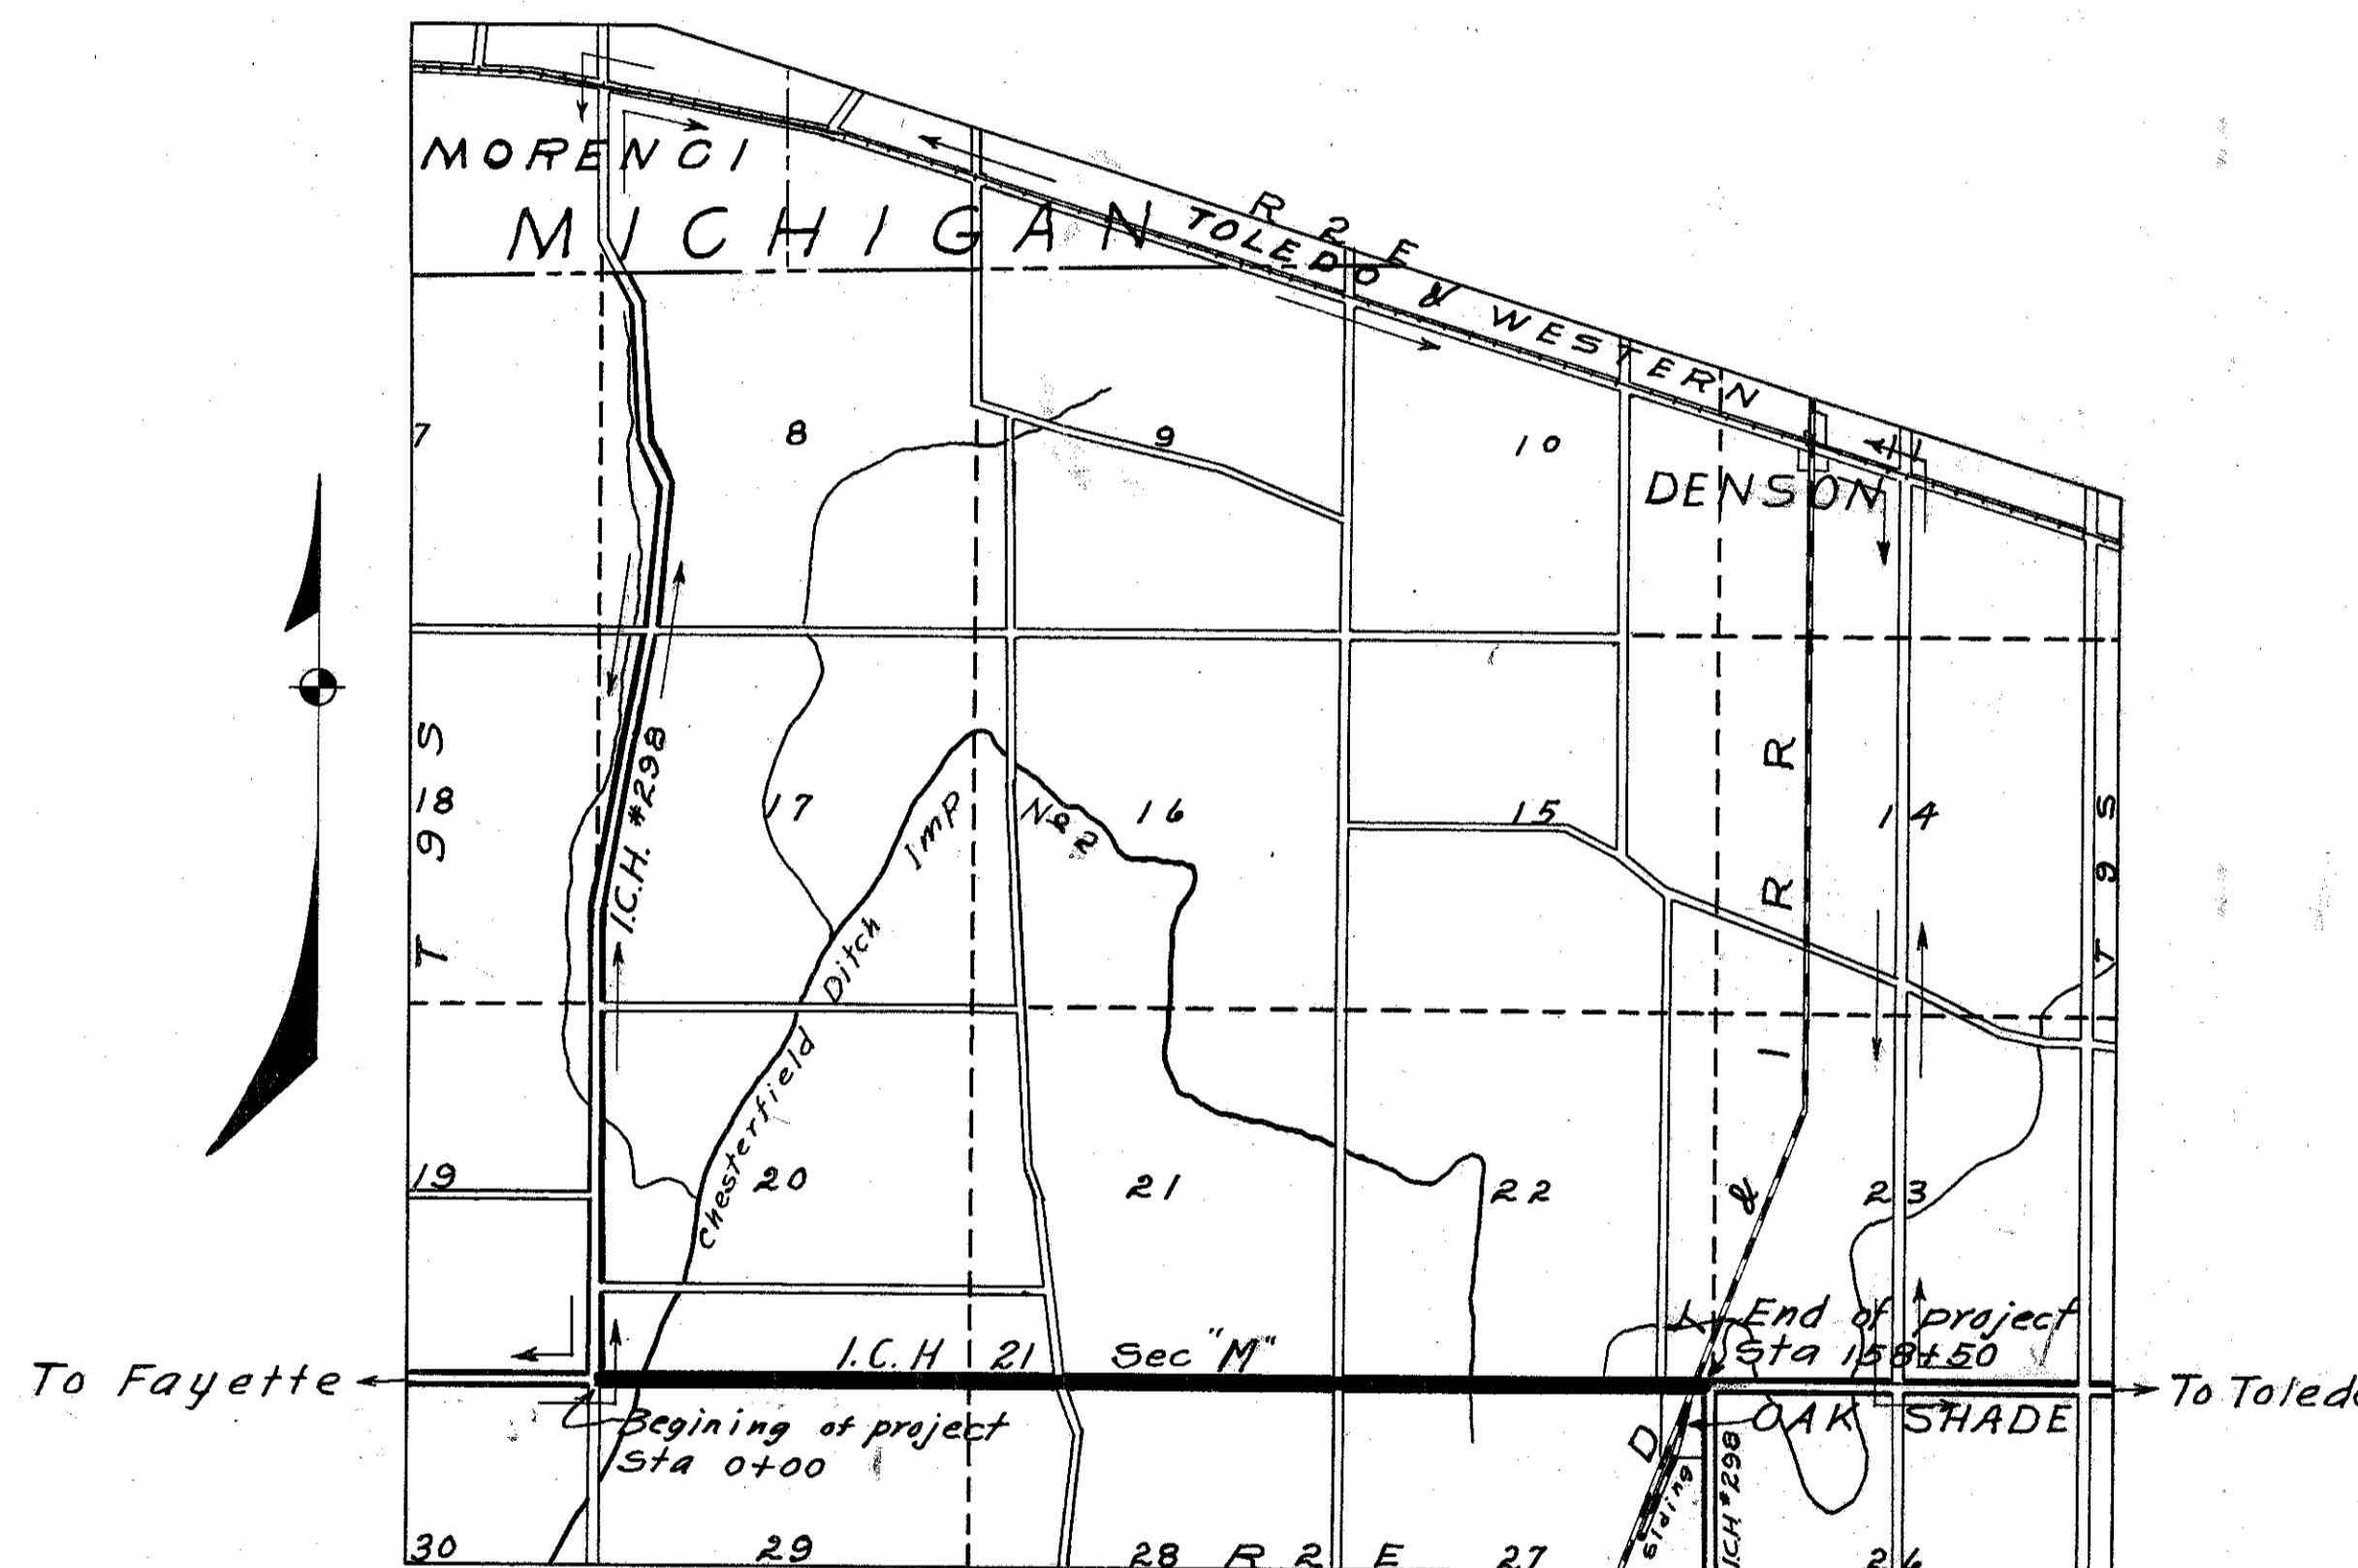 MORENCI
MICHIGAN
R 2 E
TOLEDO & WESTERN
7
8
9
10
11
DENSON
T 9 S
18
17
16
15
14
T 9 S
I.C.H. #298
Chesterfield Ditch Imp No 2
D & I R R
19
20
21
22
23
To Fayette
I.C.H 21 Sec "M"
End of project
Sta 158+50
To Toledo
Begining of project
Sta 0+00
OAK SHADE
Siding
I.C.H. #298
30
29
28
R 2 E
27
26